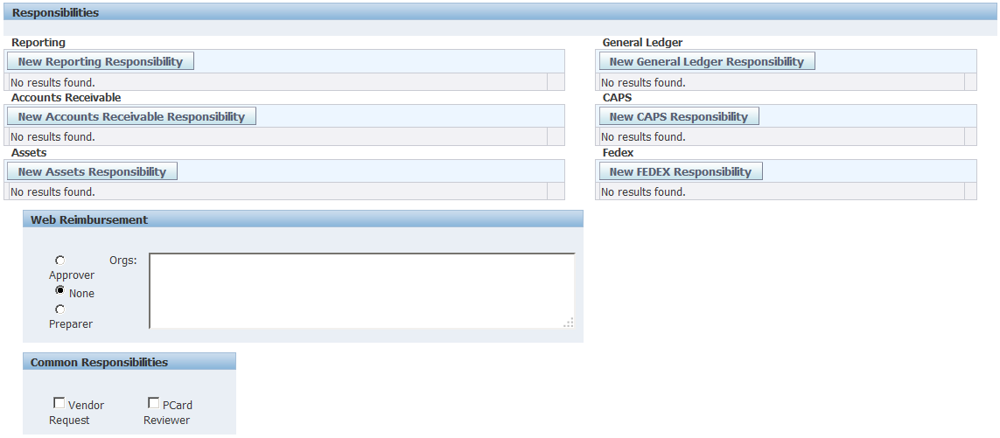 Responsibilities
Reporting
General Ledger
New Reporting Responsibility
New General Ledger Responsibility
No results found.
No results found.
Accounts Receivable
CAPS
New Accounts Receivable Responsibility
New CAPS Responsibility
No results found.
No results found.
Assets
Fedex
New Assets Responsibility
New FEDEX Responsibility
No results found.
No results found.
Web Reimbursement
Orgs:
Approver
None
Preparer
Common Responsibilities
Vendor
Request
PCard
Reviewer